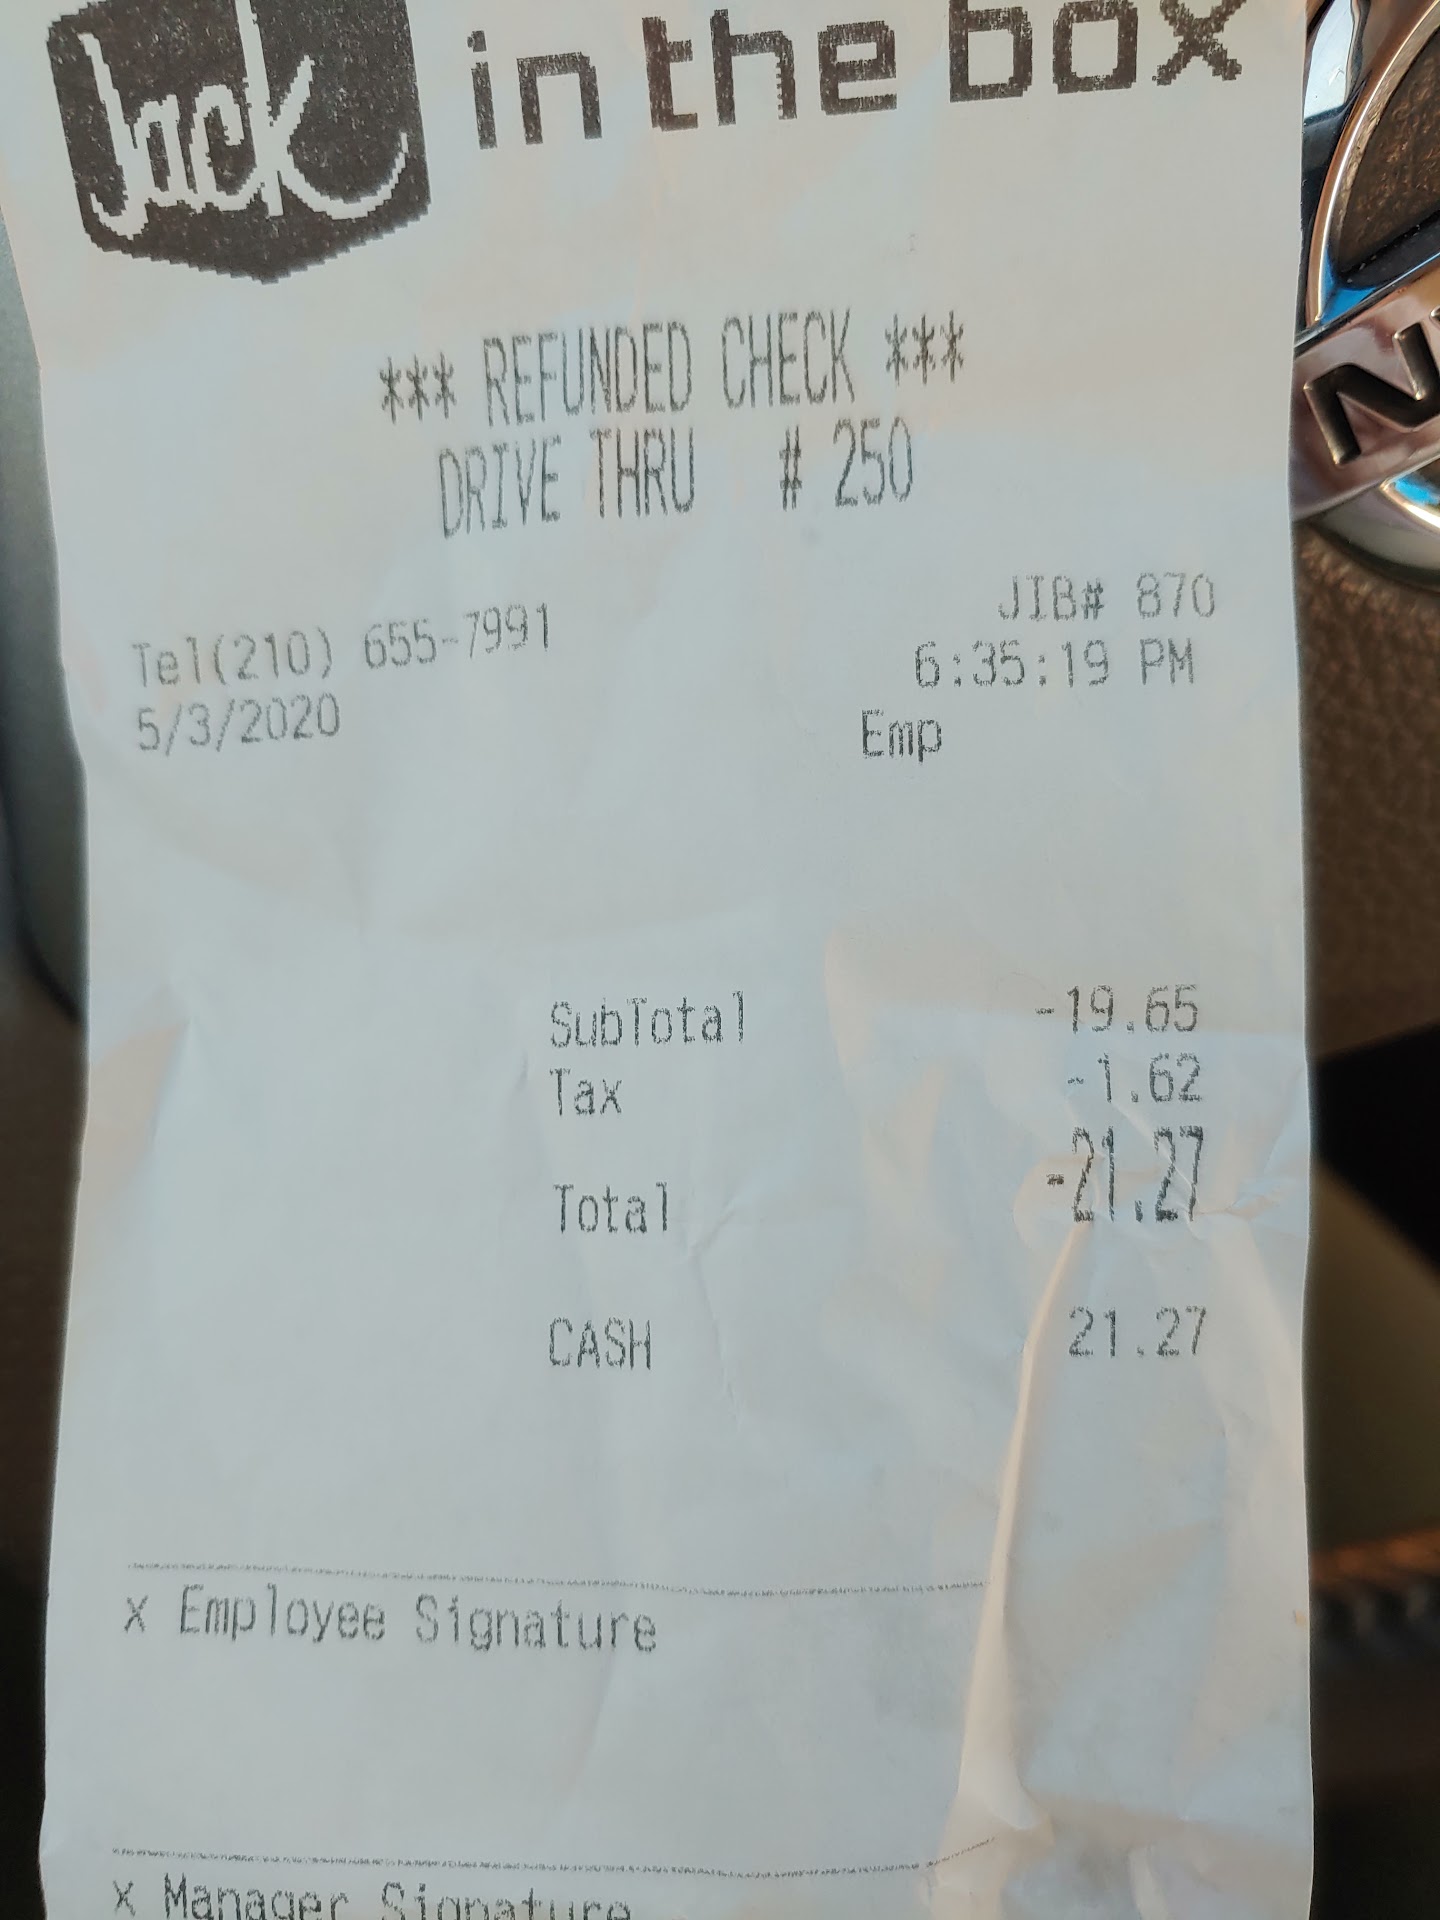 Jack in the box
*** REFUNDED CHECK ***
DRIVE THRU # 250
JIB# 870
Tel(210) 655-7991
6:35:19 PM
5/3/2020
Emp
SubTotal -19.65
Tax -1.62
Total -21.27
CASH 21.27
x Employee Signature
x Manager Signature